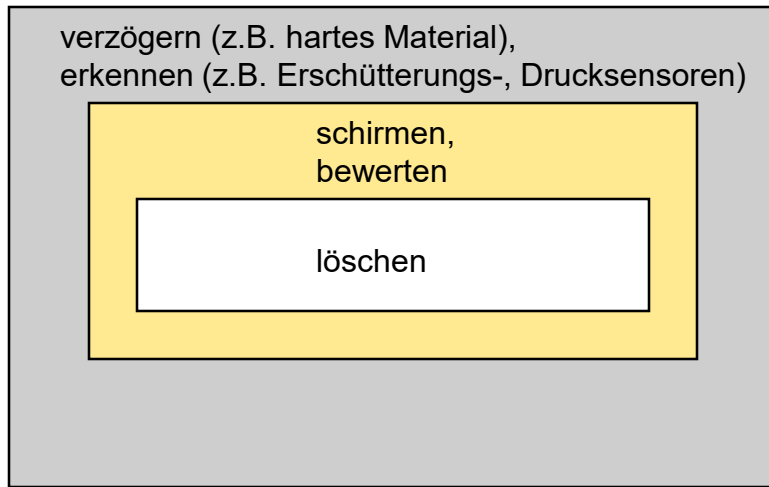 verzögern (z.B. hartes Material),
erkennen (z.B. Erschütterungs-, Drucksensoren)
schirmen,
bewerten
löschen